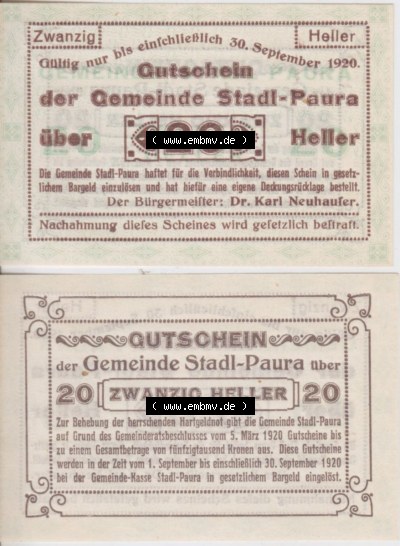 Zwanzig Heller
Gültig nur bis einschließlich 30. September 1920.
Gutschein
der Gemeinde Stadl-Paura
über 20 Heller
( www.embmv.de )
Die Gemeinde Stadl-Paura haftet für die Verbindlichkeit, diesen Schein in gesetz-
lichem Bargeld einzulösen und hat hiefür eine eigene Deckungsrücklage bestellt.
Der Bürgermeister: Dr. Karl Neuhauser.
Nachahmung dieses Scheines wird gesetzlich bestraft.
GUTSCHEIN
der Gemeinde Stadl-Paura über
20 ZWANZIG HELLER 20
( www.embmv.de )
Zur Behebung der herrschenden Hartgeldnot gibt die Gemeinde Stadl-Paura
auf Grund des Gemeinderatsbeschlusses vom 5. März 1920 Gutscheine bis
zu einem Gesamtbetrage von fünfzigtausend Kronen aus. Diese Gutscheine
werden in der Zeit vom 1. September bis einschließlich 30. September 1920
bei der Gemeinde-Kasse Stadl-Paura in gesetzlichem Bargeld eingelöst.